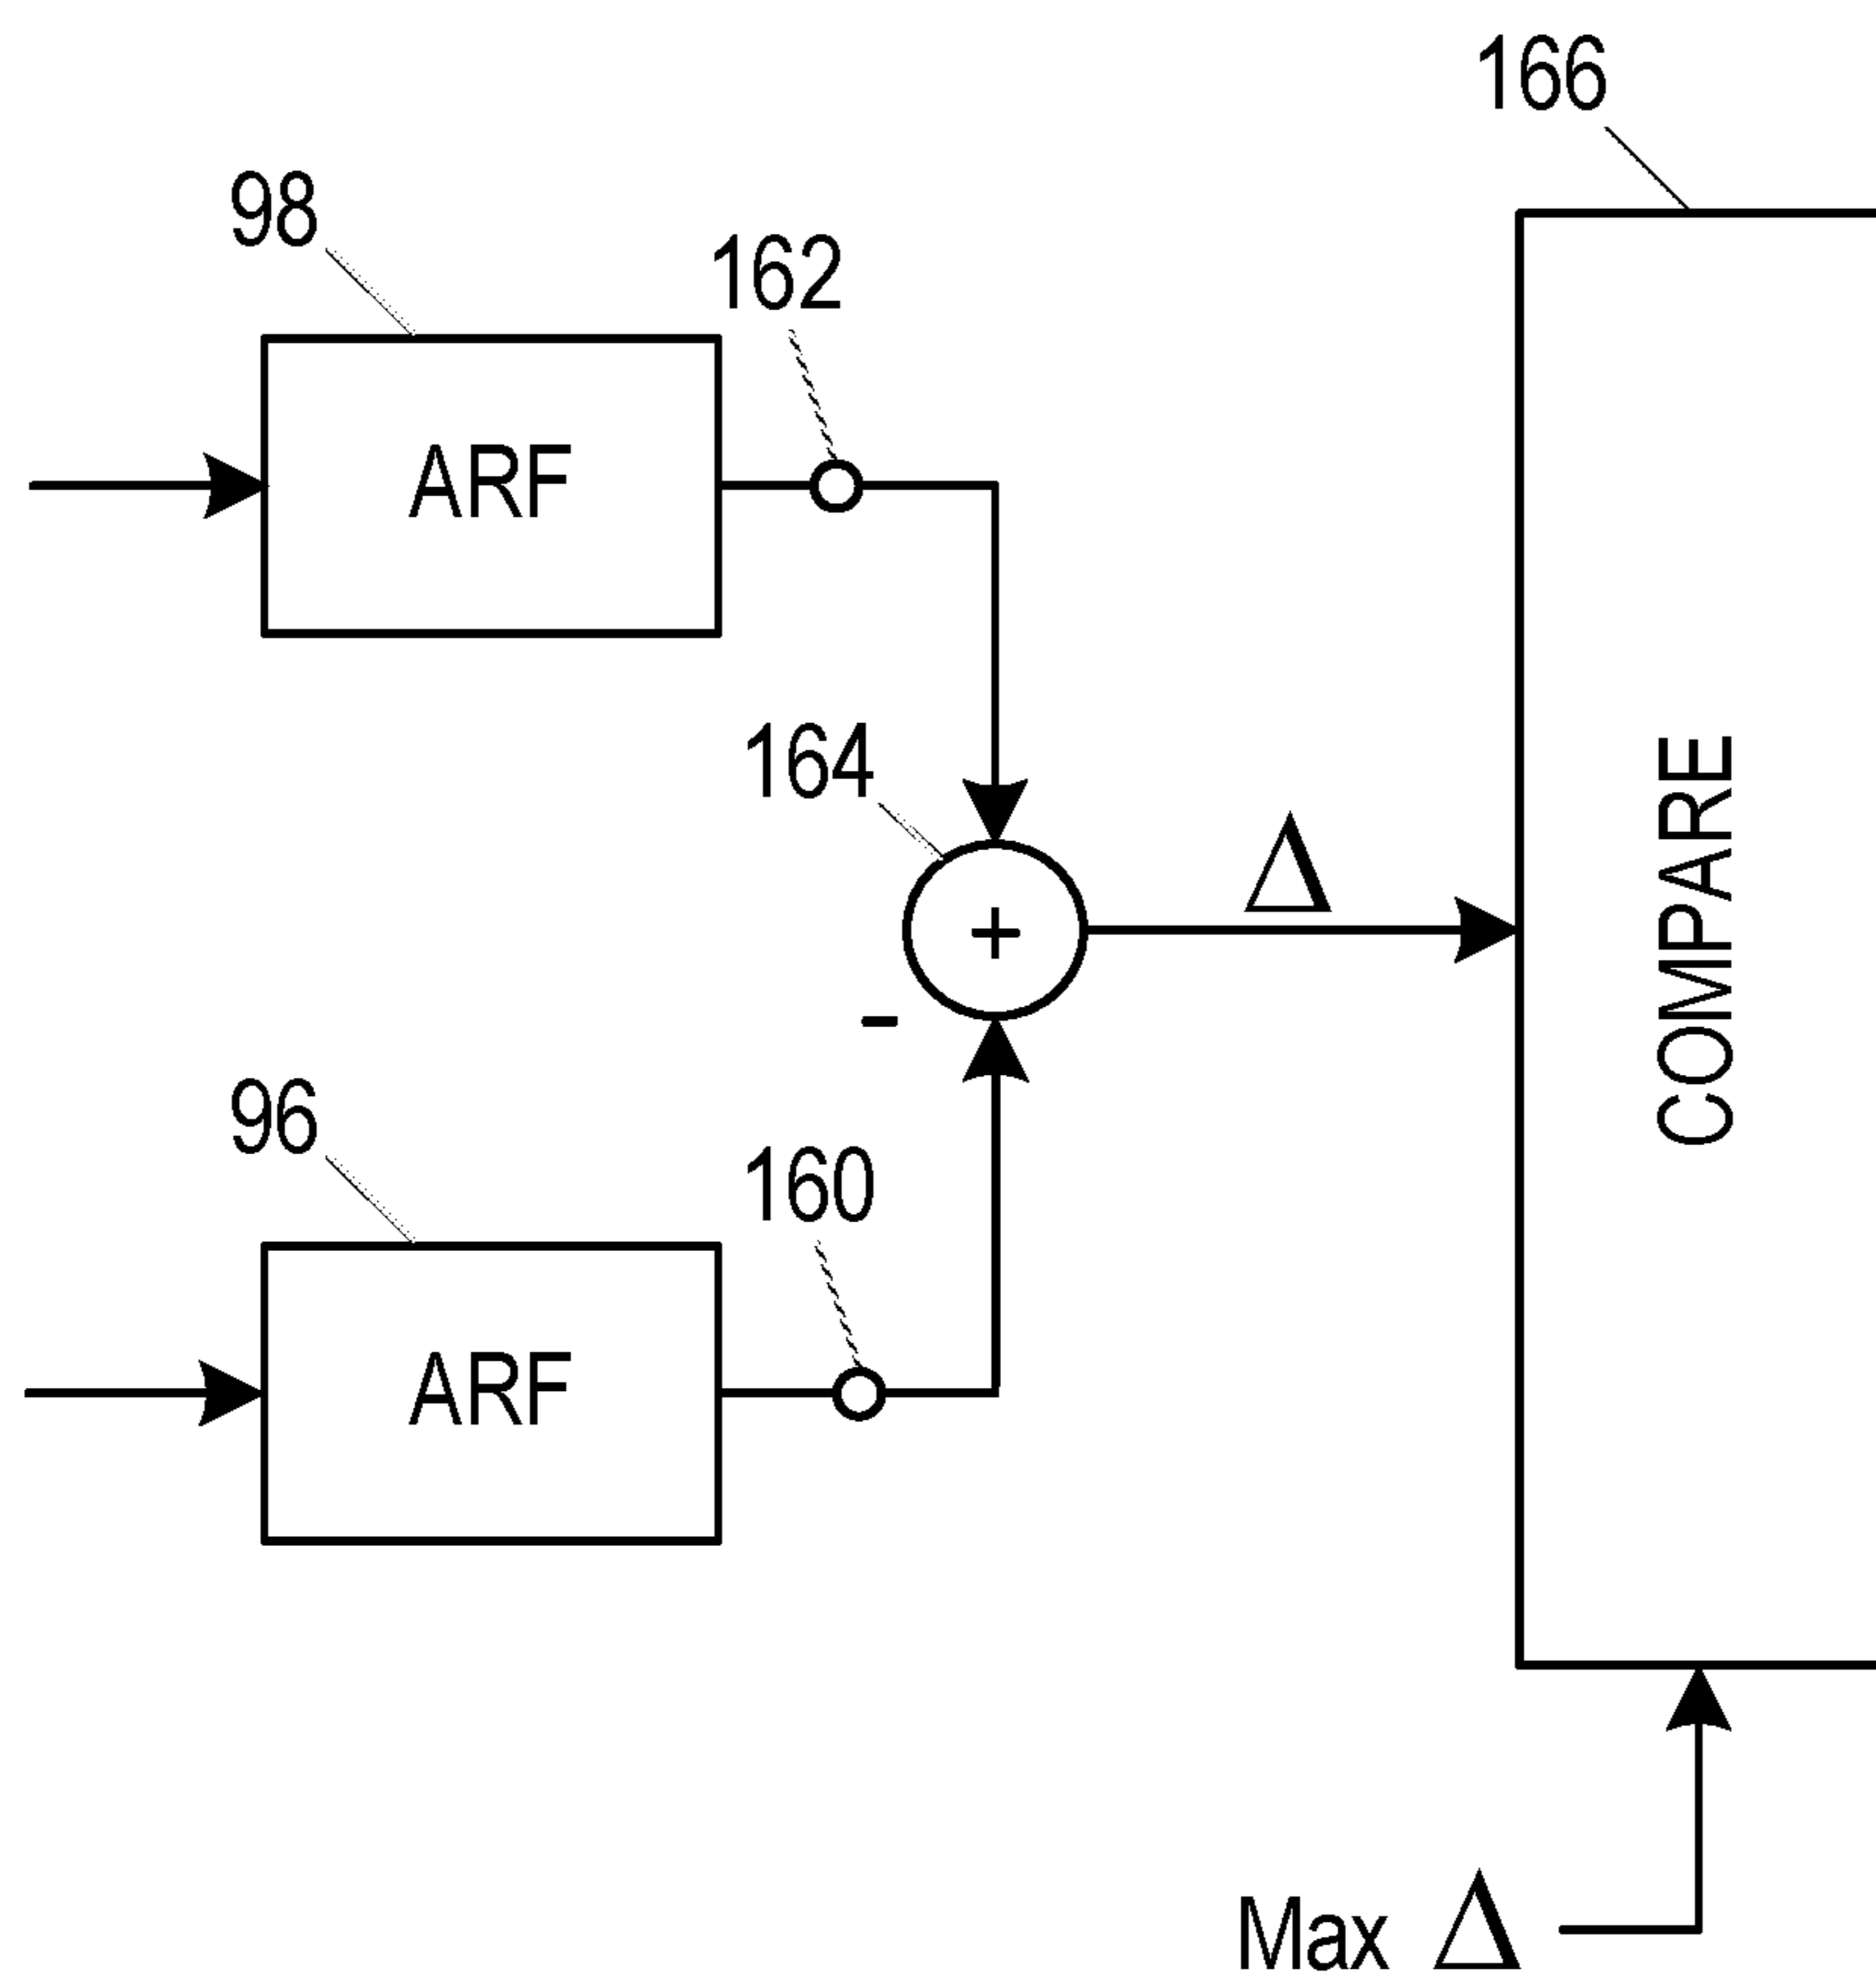 166
98
162
ARF
164
Δ
+
-
COMPARE
96
160
ARF
Max Δ